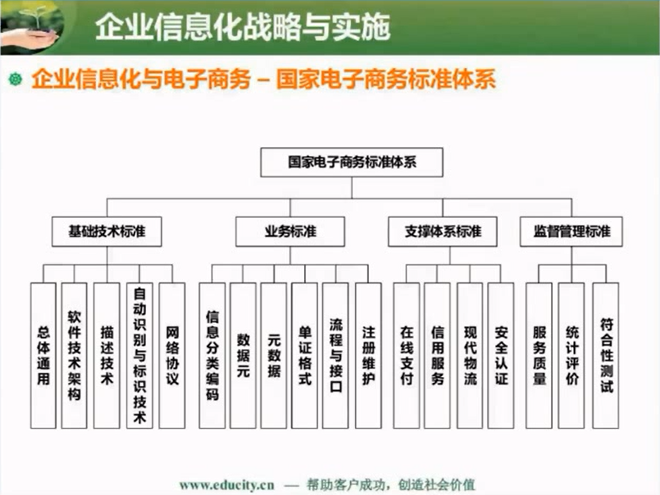 企业信息化战略与实施
企业信息化与电子商务 – 国家电子商务标准体系
国家电子商务标准体系
基础技术标准
业务标准
支撑体系标准
监督管理标准
总体通用
软件技术架构
描述技术
自动识别与标识技术
网络协议
信息分类编码
数据元
元数据
单证格式
流程与接口
注册维护
在线支付
信用服务
现代物流
安全认证
服务质量
统计评价
符合性测试
www.educity.cn — 帮助客户成功，创造社会价值